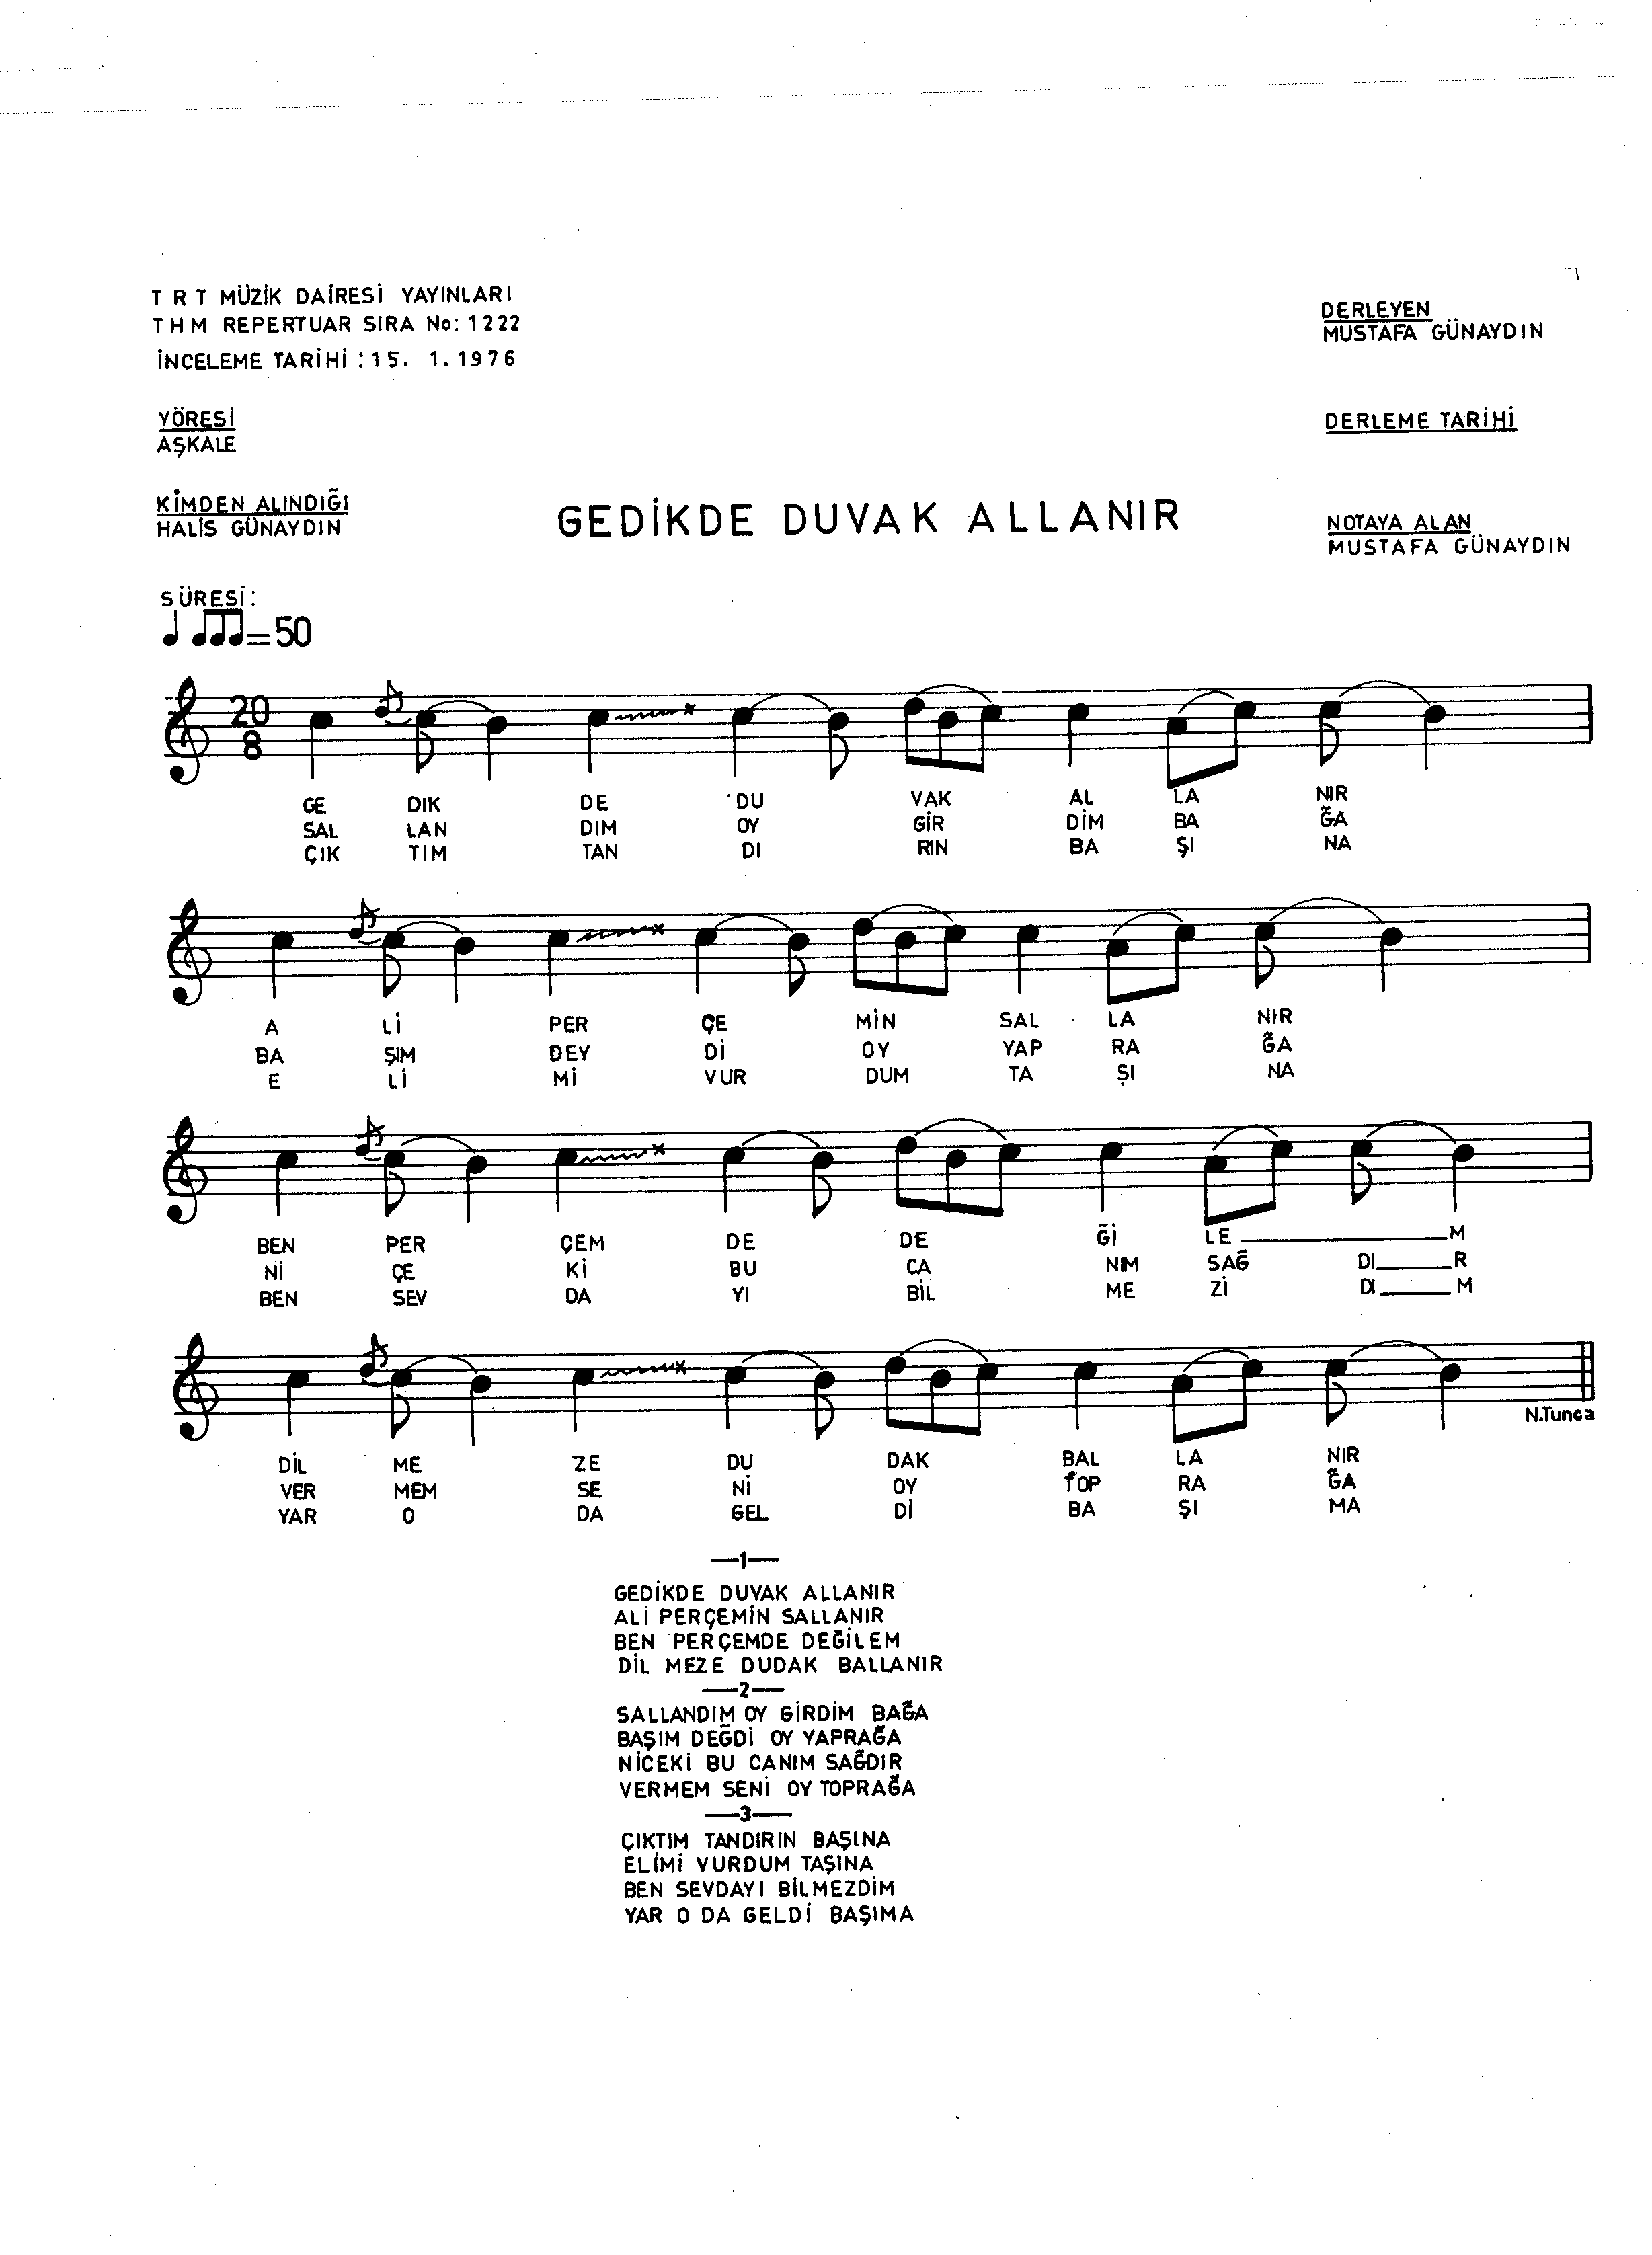 T R T MÜZİK DAİRESİ YAYINLARI
T H M REPERTUAR SIRA No: 1222
İNCELEME TARİHİ : 15. 1. 1976
DERLEYEN
MUSTAFA GÜNAYDIN
YÖRESİ
AŞKALE
DERLEME TARİHİ
KİMDEN ALINDIĞI
HALİS GÜNAYDIN
GEDİKDE DUVAK ALLANIR
NOTAYA ALAN
MUSTAFA GÜNAYDIN
SÜRESİ:
=50
20
8
GE DIK DE DU VAK AL LA NIR
SAL LAN DIM OY GİR DİM BA ĞA
ÇIK TIM TAN DI RIN BA ŞI NA
A Lİ PER ÇE MİN SAL LA NIR
BA ŞIM DEY Dİ OY YAP RA ĞA
E Lİ Mİ VUR DUM TA ŞI NA
BEN PER ÇEM DE DE Ğİ LE M
Nİ ÇE Kİ BU CA NIM SAĞ DI R
BEN SEV DA YI BİL ME Zİ DI M
DİL ME ZE DU DAK BAL LA NIR
VER MEM SE Nİ OY TOP RA ĞA
YAR O DA GEL Dİ BA ŞI MA
N.Tunca
—1—
GEDİKDE DUVAK ALLANIR
ALİ PERÇEMİN SALLANIR
BEN PERÇEMDE DEĞİLEM
DİL MEZE DUDAK BALLANIR
—2—
SALLANDIM OY GİRDİM BAĞA
BAŞIM DEĞDİ OY YAPRAĞA
NİCEKİ BU CANIM SAĞDIR
VERMEM SENİ OY TOPRAĞA
—3—
ÇIKTIM TANDIRIN BAŞINA
ELİMİ VURDUM TAŞINA
BEN SEVDAYI BİLMEZDİM
YAR O DA GELDİ BAŞIMA